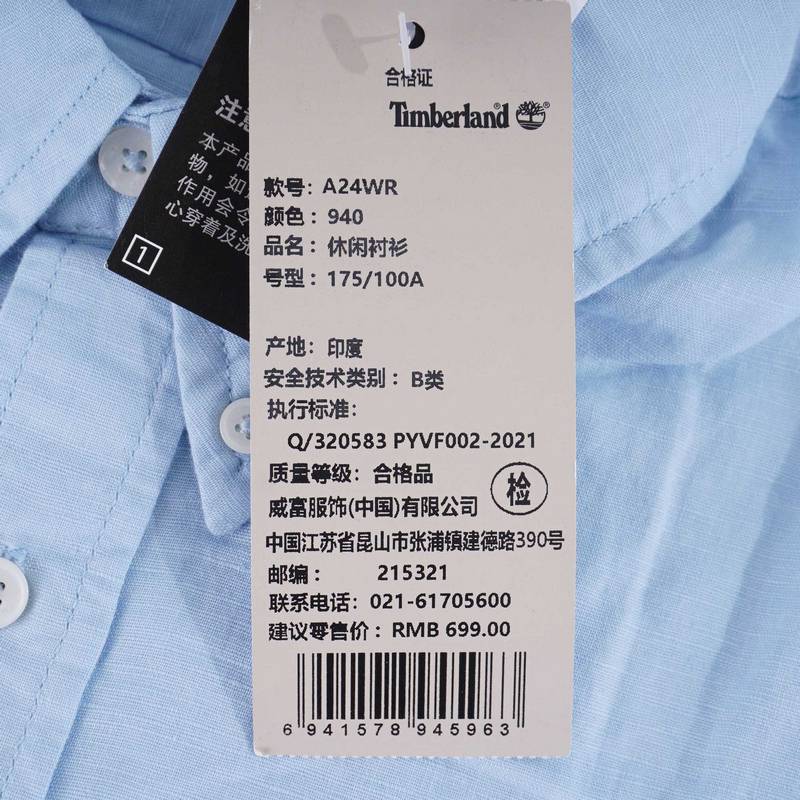 合格证
Timberland®
注意
本产品
物，如
作用会令
心穿着及洗
1
款号：A24WR
颜色：940
品名：休闲衬衫
号型：175/100A
产地：印度
安全技术类别：B类
执行标准：
Q/320583 PYVF002-2021
质量等级：合格品
检
威富服饰(中国)有限公司
中国江苏省昆山市张浦镇建德路390号
邮编： 215321
联系电话：021-61705600
建议零售价：RMB 699.00
6 941578 945963